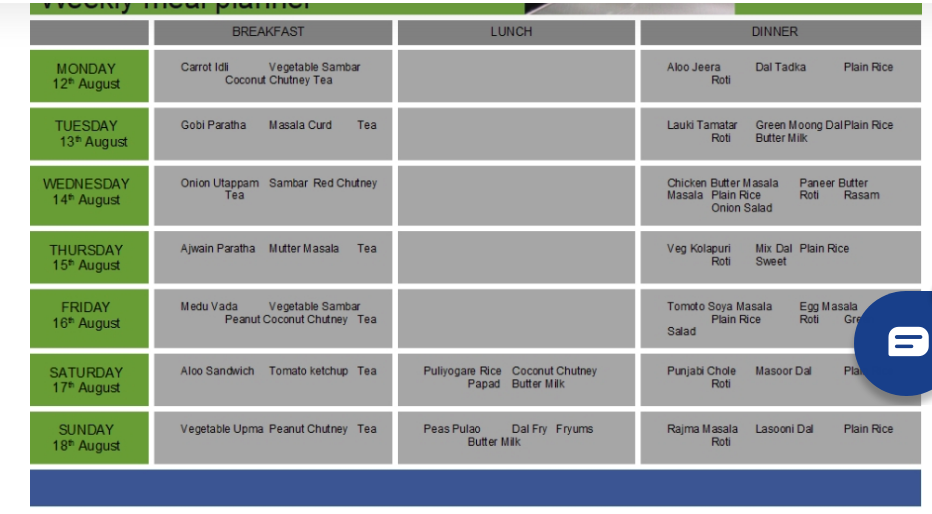 Weekly meal planner
BREAKFAST LUNCH DINNER
MONDAY
12th August
Carrot Idli Vegetable Sambar
Coconut Chutney Tea
Aloo Jeera Dal Tadka Plain Rice
Roti
TUESDAY
13th August
Gobi Paratha Masala Curd Tea
Lauki Tamatar Green Moong Dal Plain Rice
Roti Butter Milk
WEDNESDAY
14th August
Onion Utappam Sambar Red Chutney
Tea
Chicken Butter Masala Paneer Butter
Masala Plain Rice Roti Rasam
Onion Salad
THURSDAY
15th August
Ajwain Paratha Mutter Masala Tea
Veg Kolapuri Mix Dal Plain Rice
Roti Sweet
FRIDAY
16th August
Medu Vada Vegetable Sambar
Peanut Coconut Chutney Tea
Tomoto Soya Masala Egg Masala
Plain Rice Roti
Salad
SATURDAY
17th August
Aloo Sandwich Tomato ketchup Tea
Puliyogare Rice Coconut Chutney
Papad Butter Milk
Punjabi Chole Masoor Dal
Roti
SUNDAY
18th August
Vegetable Upma Peanut Chutney Tea
Peas Pulao Dal Fry Fryums
Butter Milk
Rajma Masala Lasooni Dal Plain Rice
Roti